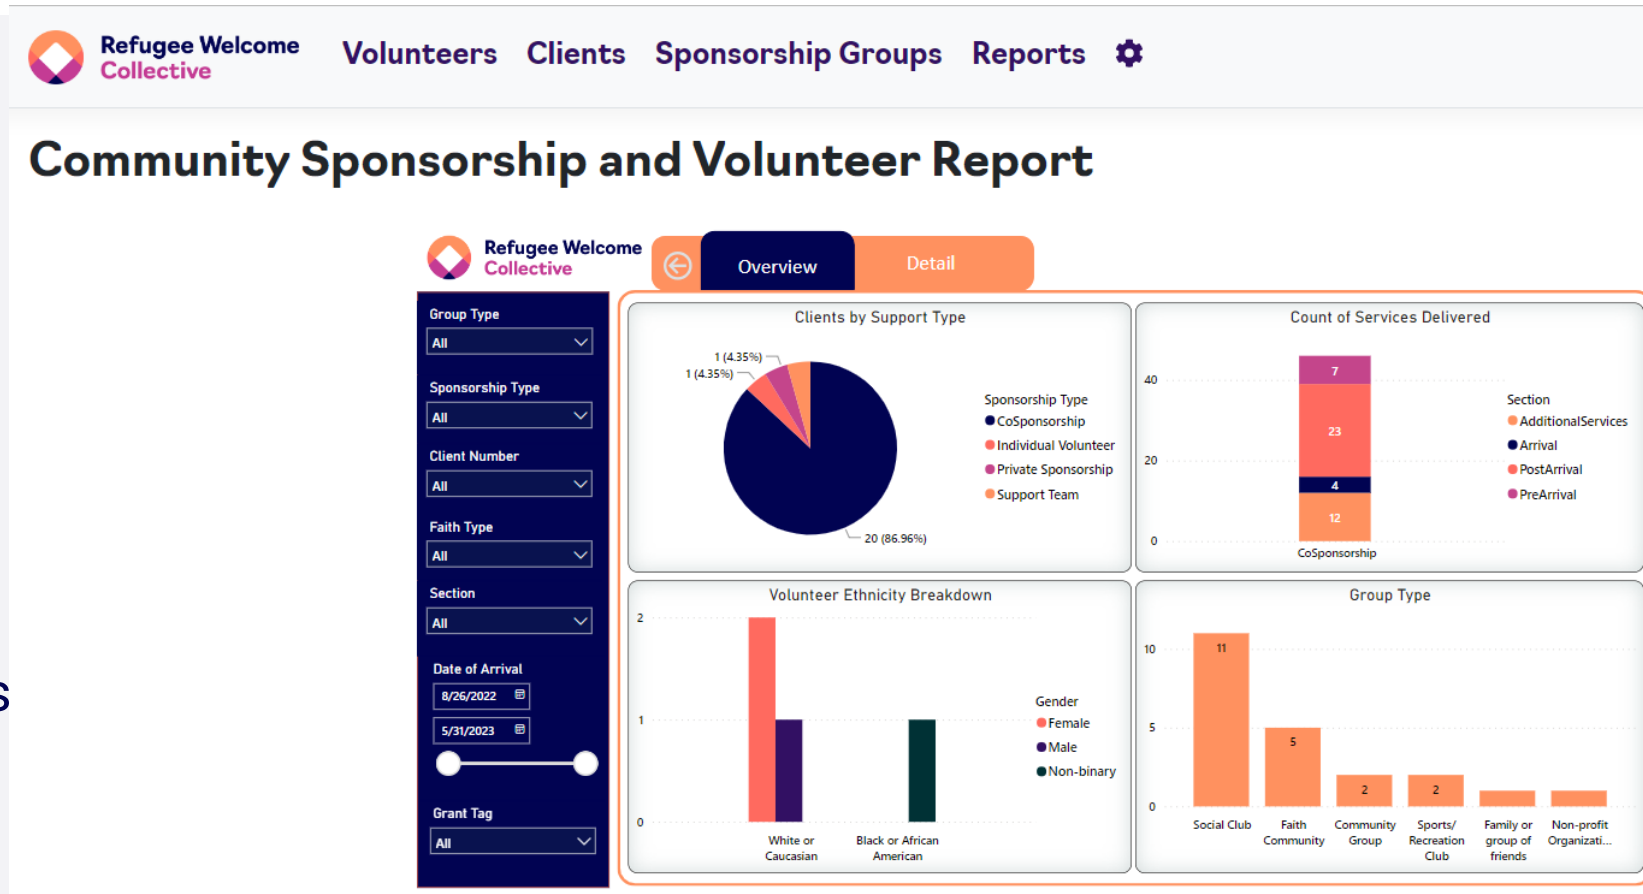 Refugee Welcome
Collective
Volunteers Clients Sponsorship Groups Reports
Community Sponsorship and Volunteer Report
Refugee Welcome
Collective
Overview
Detail
Group Type
All
Sponsorship Type
All
Client Number
All
Faith Type
All
Section
All
s
Date of Arrival
8/26/2022
5/31/2023
Grant Tag
All
Clients by Support Type
1 (4.35%)
1 (4.35%)
20 (86.96%)
Sponsorship Type
CoSponsorship
Individual Volunteer
Private Sponsorship
Support Team
Count of Services Delivered
40
20
0
7
23
4
12
CoSponsorship
Section
AdditionalServices
Arrival
PostArrival
PreArrival
Volunteer Ethnicity Breakdown
2
1
0
White or
Caucasian
Black or African
American
Gender
Female
Male
Non-binary
Group Type
10
5
0
11
5
2
2
Social Club
Faith
Community
Community
Group
Sports/
Recreation
Club
Family or
group of
friends
Non-profit
Organizati...